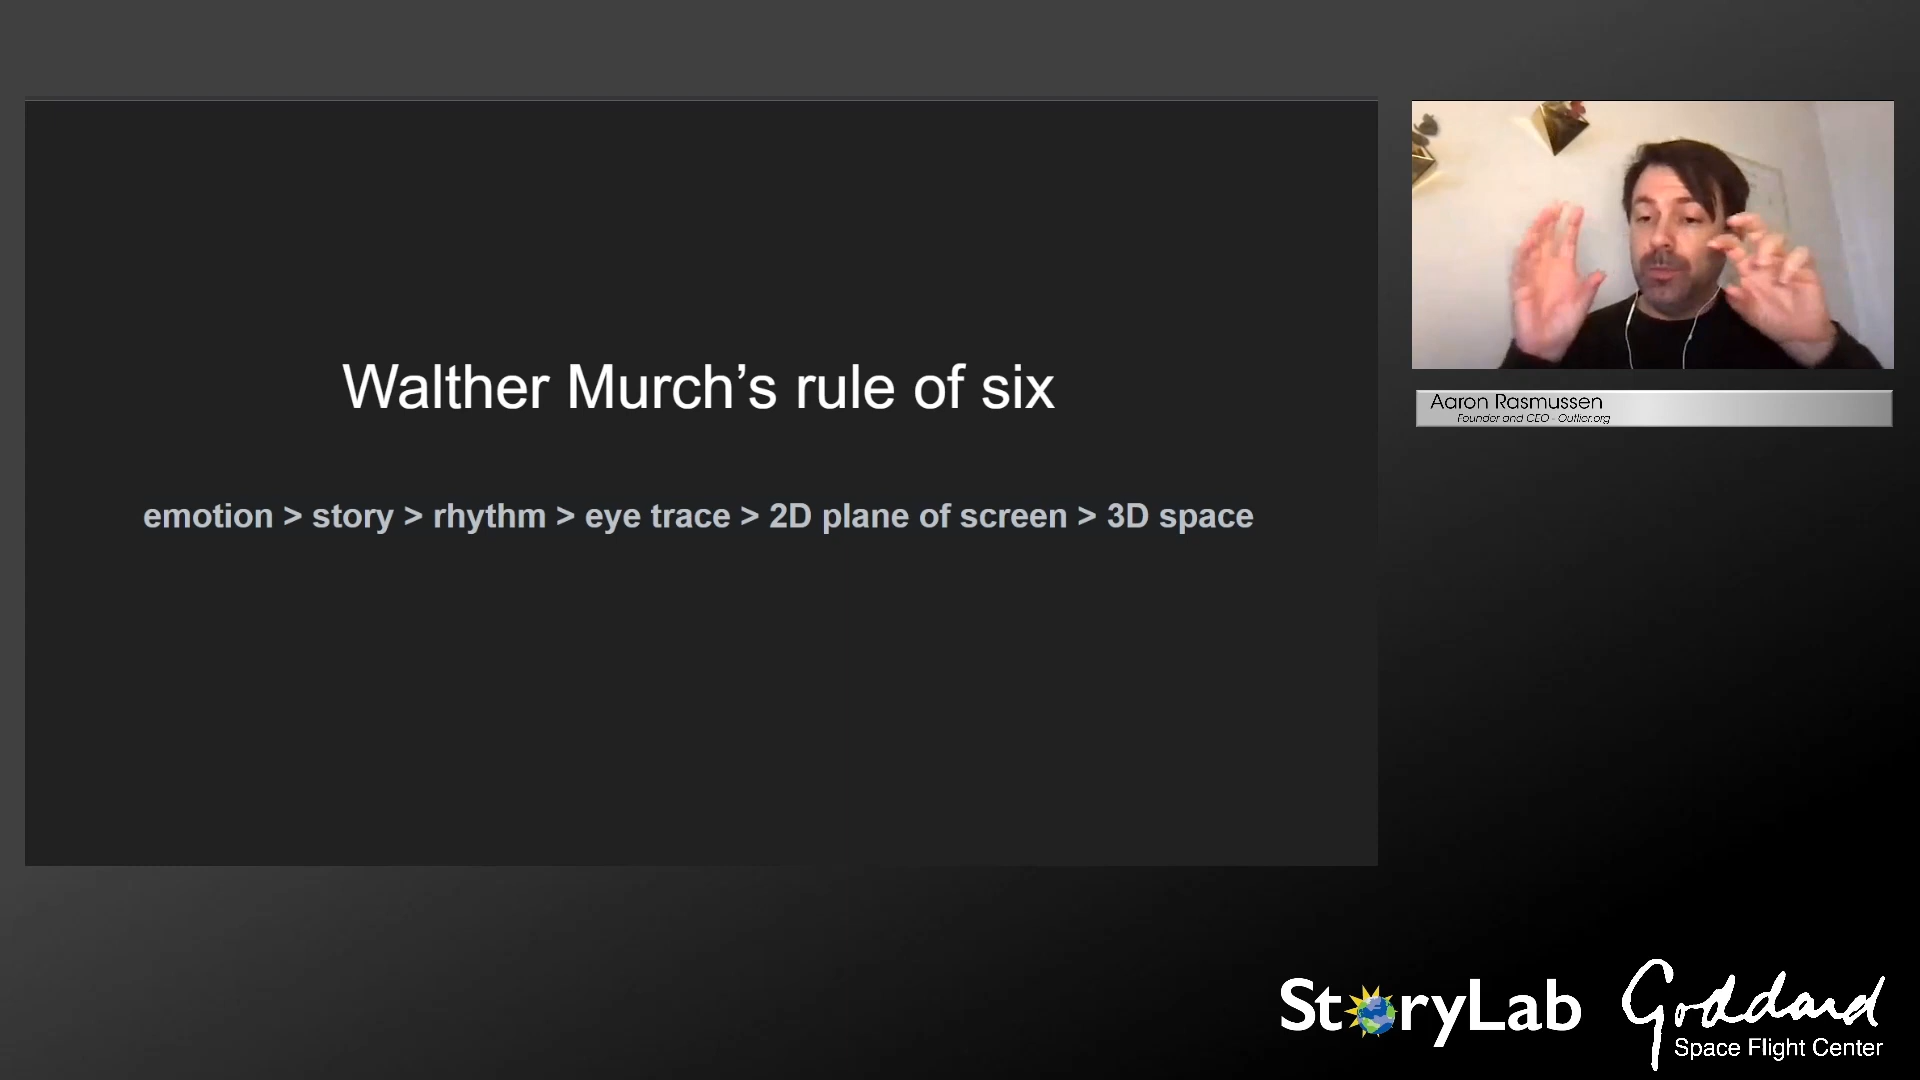 Walther Murch’s rule of six
emotion > story > rhythm > eye trace > 2D plane of screen > 3D space
Aaron Rasmussen
Founder and CEO - Outlier.org
StoryLab
Goddard
Space Flight Center